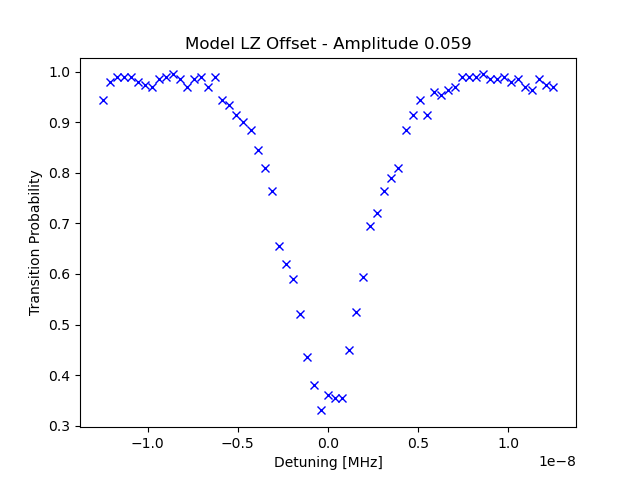 Model LZ Offset - Amplitude 0.059
1.0
0.9
0.8
0.7
0.6
0.5
0.4
0.3
Transition Probability
−1.0 −0.5 0.0 0.5 1.0
1e−8
Detuning [MHz]